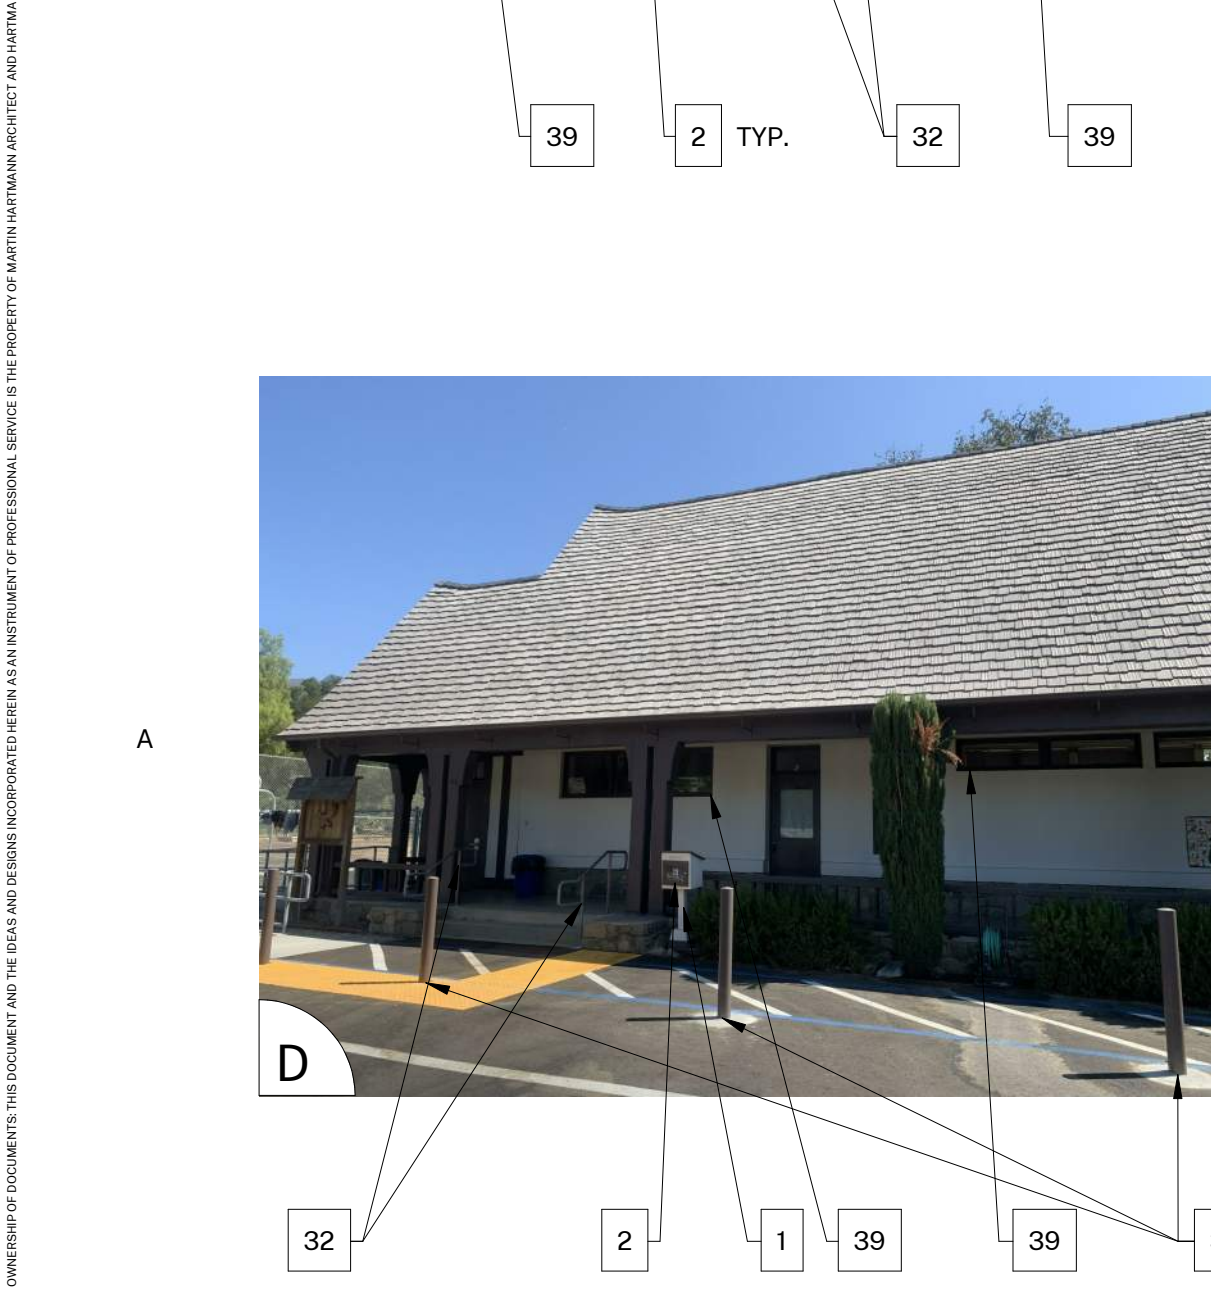 39
2 TYP.
32
39
OWNERSHIP OF DOCUMENTS: THIS DOCUMENT AND THE IDEAS AND DESIGNS INCORPORATED HEREIN AS AN INSTRUMENT OF PROFESSIONAL SERVICE IS THE PROPERTY OF MARTIN HARTMANN ARCHITECT AND HARTMA
A
D
32
2
1
39
39